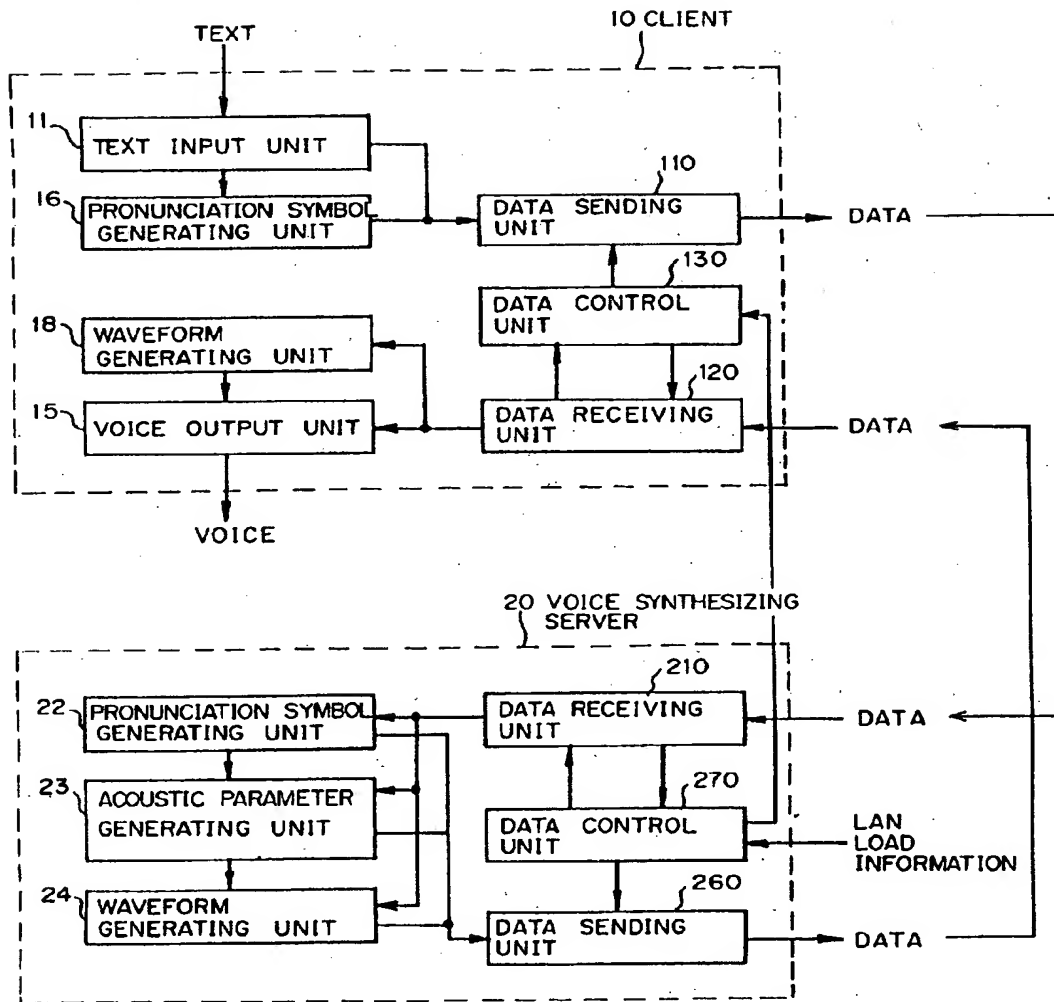 10 CLIENT
TEXT
11
TEXT INPUT UNIT
16
PRONUNCIATION SYMBOL
GENERATING UNIT
110
DATA SENDING
UNIT
DATA
130
DATA CONTROL
UNIT
18
WAVEFORM
GENERATING UNIT
120
15
VOICE OUTPUT UNIT
DATA RECEIVING
UNIT
DATA
VOICE
20 VOICE SYNTHESIZING
SERVER
210
22
PRONUNCIATION SYMBOL
GENERATING UNIT
DATA RECEIVING
UNIT
DATA
23
ACOUSTIC PARAMETER
GENERATING UNIT
270
DATA CONTROL
UNIT
LAN
LOAD
INFORMATION
24
WAVEFORM
GENERATING UNIT
260
DATA SENDING
UNIT
DATA